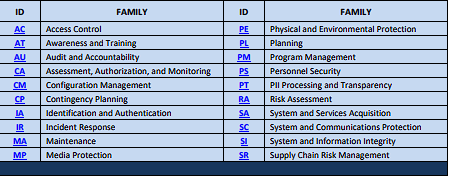 ID FAMILY ID FAMILY
AC Access Control PE Physical and Environmental Protection
AT Awareness and Training PL Planning
AU Audit and Accountability PM Program Management
CA Assessment, Authorization, and Monitoring PS Personnel Security
CM Configuration Management PT PII Processing and Transparency
CP Contingency Planning RA Risk Assessment
IA Identification and Authentication SA System and Services Acquisition
IR Incident Response SC System and Communications Protection
MA Maintenance SI System and Information Integrity
MP Media Protection SR Supply Chain Risk Management